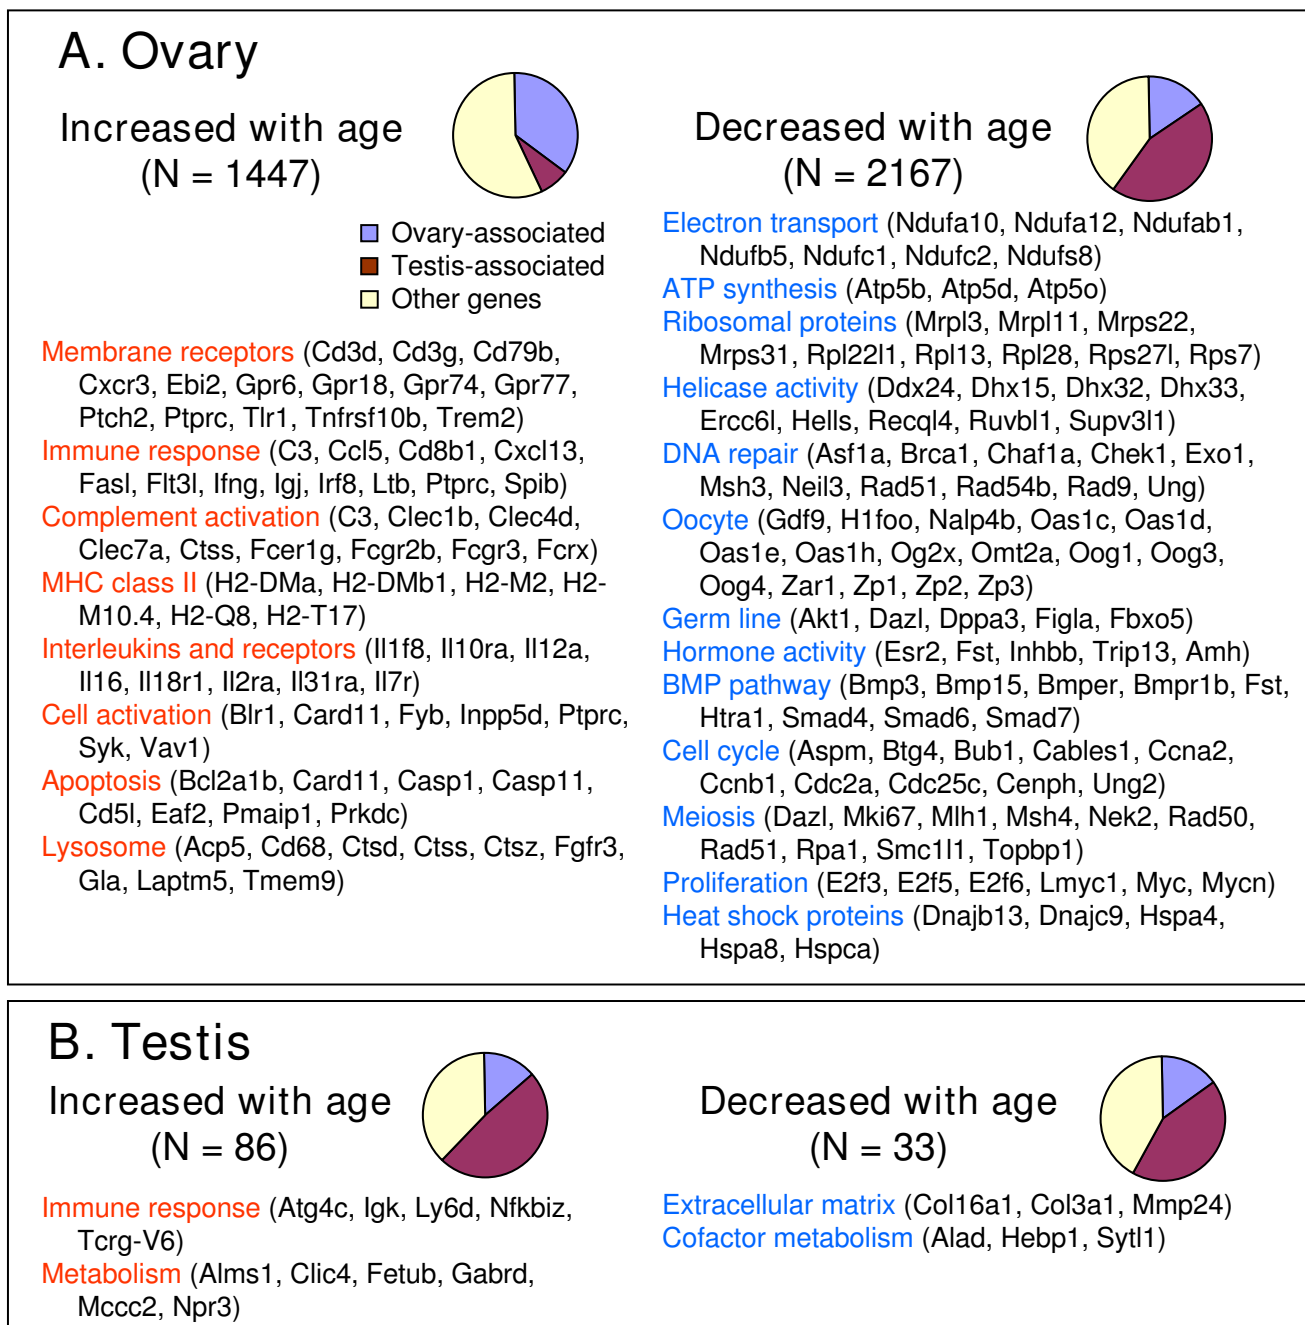 A. Ovary
Increased with age
(N = 1447)
Ovary-associated
Testis-associated
Other genes
Membrane receptors (Cd3d, Cd3g, Cd79b,
Cxcr3, Ebi2, Gpr6, Gpr18, Gpr74, Gpr77,
Ptch2, Ptprc, Tlr1, Tnfrsf10b, Trem2)
Immune response (C3, Ccl5, Cd8b1, Cxcl13,
Fasl, Flt3l, Ifng, Igj, Irf8, Ltb, Ptprc, Spib)
Complement activation (C3, Clec1b, Clec4d,
Clec7a, Ctss, Fcer1g, Fcgr2b, Fcgr3, Fcrx)
MHC class II (H2-DMa, H2-DMb1, H2-M2, H2-
M10.4, H2-Q8, H2-T17)
Interleukins and receptors (Il1f8, Il10ra, Il12a,
Il16, Il18r1, Il2ra, Il31ra, Il7r)
Cell activation (Blr1, Card11, Fyb, Inpp5d, Ptprc,
Syk, Vav1)
Apoptosis (Bcl2a1b, Card11, Casp1, Casp11,
Cd5l, Eaf2, Pmaip1, Prkdc)
Lysosome (Acp5, Cd68, Ctsd, Ctss, Ctsz, Fgfr3,
Gla, Laptm5, Tmem9)
Decreased with age
(N = 2167)
Electron transport (Ndufa10, Ndufa12, Ndufab1,
Ndufb5, Ndufc1, Ndufc2, Ndufs8)
ATP synthesis (Atp5b, Atp5d, Atp5o)
Ribosomal proteins (Mrpl3, Mrpl11, Mrps22,
Mrps31, Rpl22l1, Rpl13, Rpl28, Rps27l, Rps7)
Helicase activity (Ddx24, Dhx15, Dhx32, Dhx33,
Ercc6l, Hells, Recql4, Ruvbl1, Supv3l1)
DNA repair (Asf1a, Brca1, Chaf1a, Chek1, Exo1,
Msh3, Neil3, Rad51, Rad54b, Rad9, Ung)
Oocyte (Gdf9, H1foo, Nalp4b, Oas1c, Oas1d,
Oas1e, Oas1h, Og2x, Omt2a, Oog1, Oog3,
Oog4, Zar1, Zp1, Zp2, Zp3)
Germ line (Akt1, Dazl, Dppa3, Figla, Fbxo5)
Hormone activity (Esr2, Fst, Inhbb, Trip13, Amh)
BMP pathway (Bmp3, Bmp15, Bmper, Bmpr1b, Fst,
Htra1, Smad4, Smad6, Smad7)
Cell cycle (Aspm, Btg4, Bub1, Cables1, Ccna2,
Ccnb1, Cdc2a, Cdc25c, Cenph, Ung2)
Meiosis (Dazl, Mki67, Mlh1, Msh4, Nek2, Rad50,
Rad51, Rpa1, Smc1l1, Topbp1)
Proliferation (E2f3, E2f5, E2f6, Lmyc1, Myc, Mycn)
Heat shock proteins (Dnajb13, Dnajc9, Hspa4,
Hspa8, Hspca)
B. Testis
Increased with age
(N = 86)
Immune response (Atg4c, Igk, Ly6d, Nfkbiz,
Tcrg-V6)
Metabolism (Alms1, Clic4, Fetub, Gabrd,
Mccc2, Npr3)
Decreased with age
(N = 33)
Extracellular matrix (Col16a1, Col3a1, Mmp24)
Cofactor metabolism (Alad, Hebp1, Sytl1)